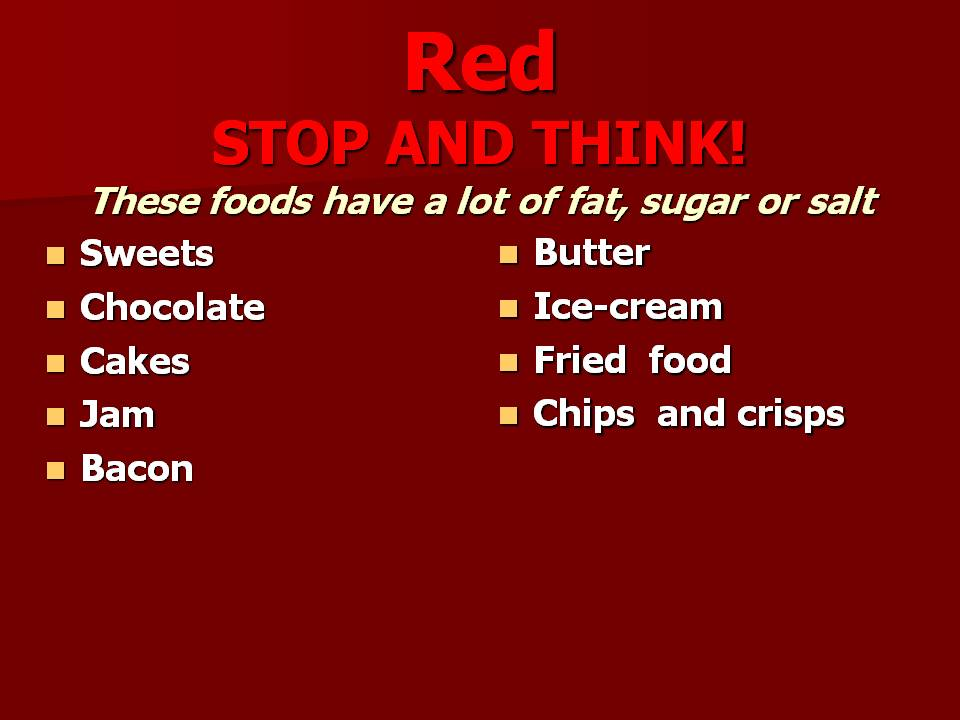 Red
STOP AND THINK!
These foods have a lot of fat, sugar or salt
Sweets
Chocolate
Cakes
Jam
Bacon
Butter
Ice-cream
Fried  food
Chips  and crisps